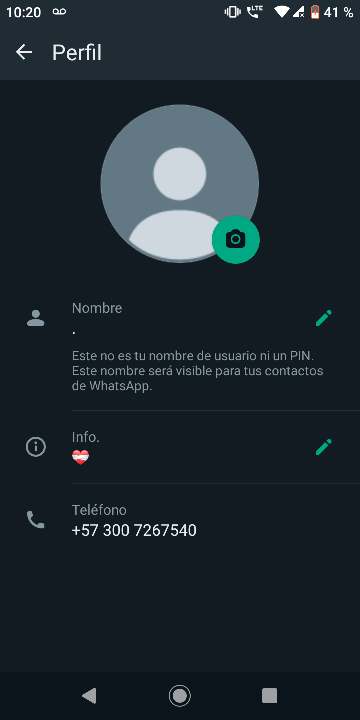 10:20
LTE
41 %
Perfil
Nombre
.
Este no es tu nombre de usuario ni un PIN.
Este nombre será visible para tus contactos
de WhatsApp.
Info.
Teléfono
+57 300 7267540